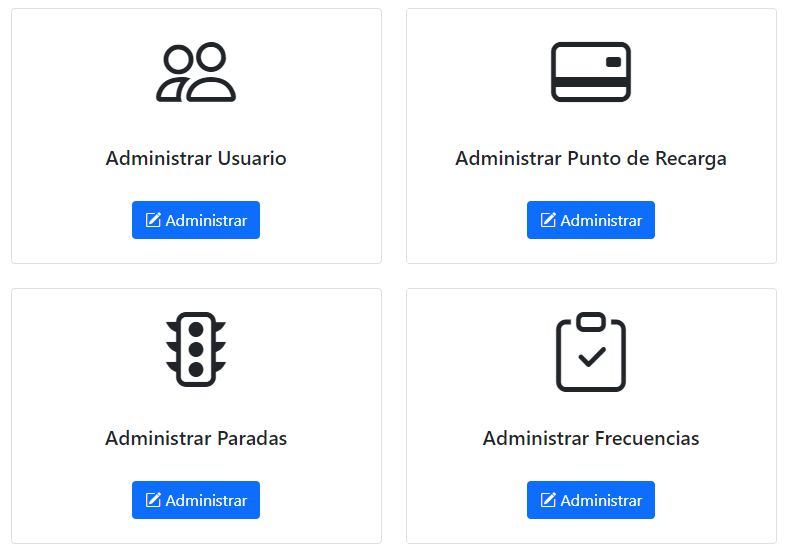 Administrar Usuario
Administrar
Administrar Punto de Recarga
Administrar
Administrar Paradas
Administrar
Administrar Frecuencias
Administrar